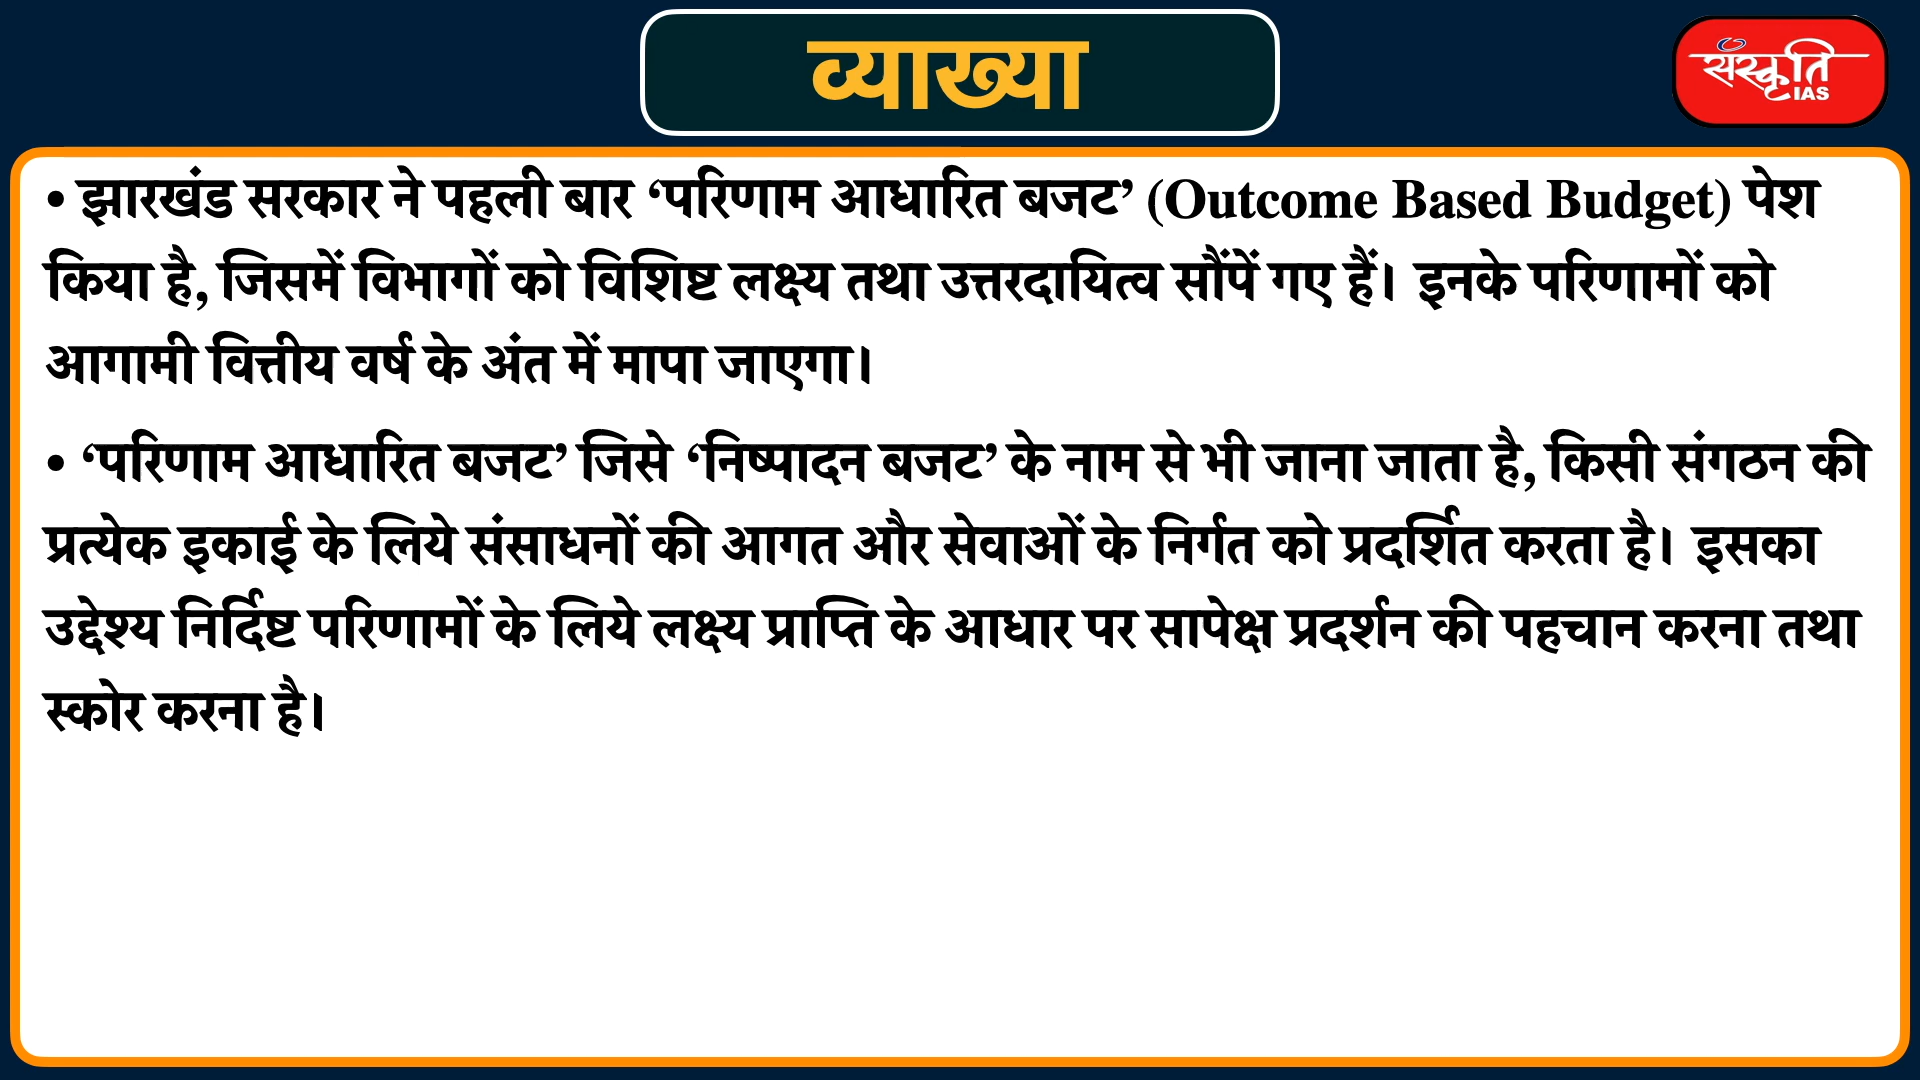 व्याख्या
संस्कृति
IAS
• झारखंड सरकार ने पहली बार ‘परिणाम आधारित बजट’ (Outcome Based Budget) पेश
किया है, जिसमें विभागों को विशिष्ट लक्ष्य तथा उत्तरदायित्व सौंपें गए हैं। इनके परिणामों को
आगामी वित्तीय वर्ष के अंत में मापा जाएगा।
• ‘परिणाम आधारित बजट’ जिसे ‘निष्पादन बजट’ के नाम से भी जाना जाता है, किसी संगठन की
प्रत्येक इकाई के लिये संसाधनों की आगत और सेवाओं के निर्गत को प्रदर्शित करता है। इसका
उद्देश्य निर्दिष्ट परिणामों के लिये लक्ष्य प्राप्ति के आधार पर सापेक्ष प्रदर्शन की पहचान करना तथा
स्कोर करना है।